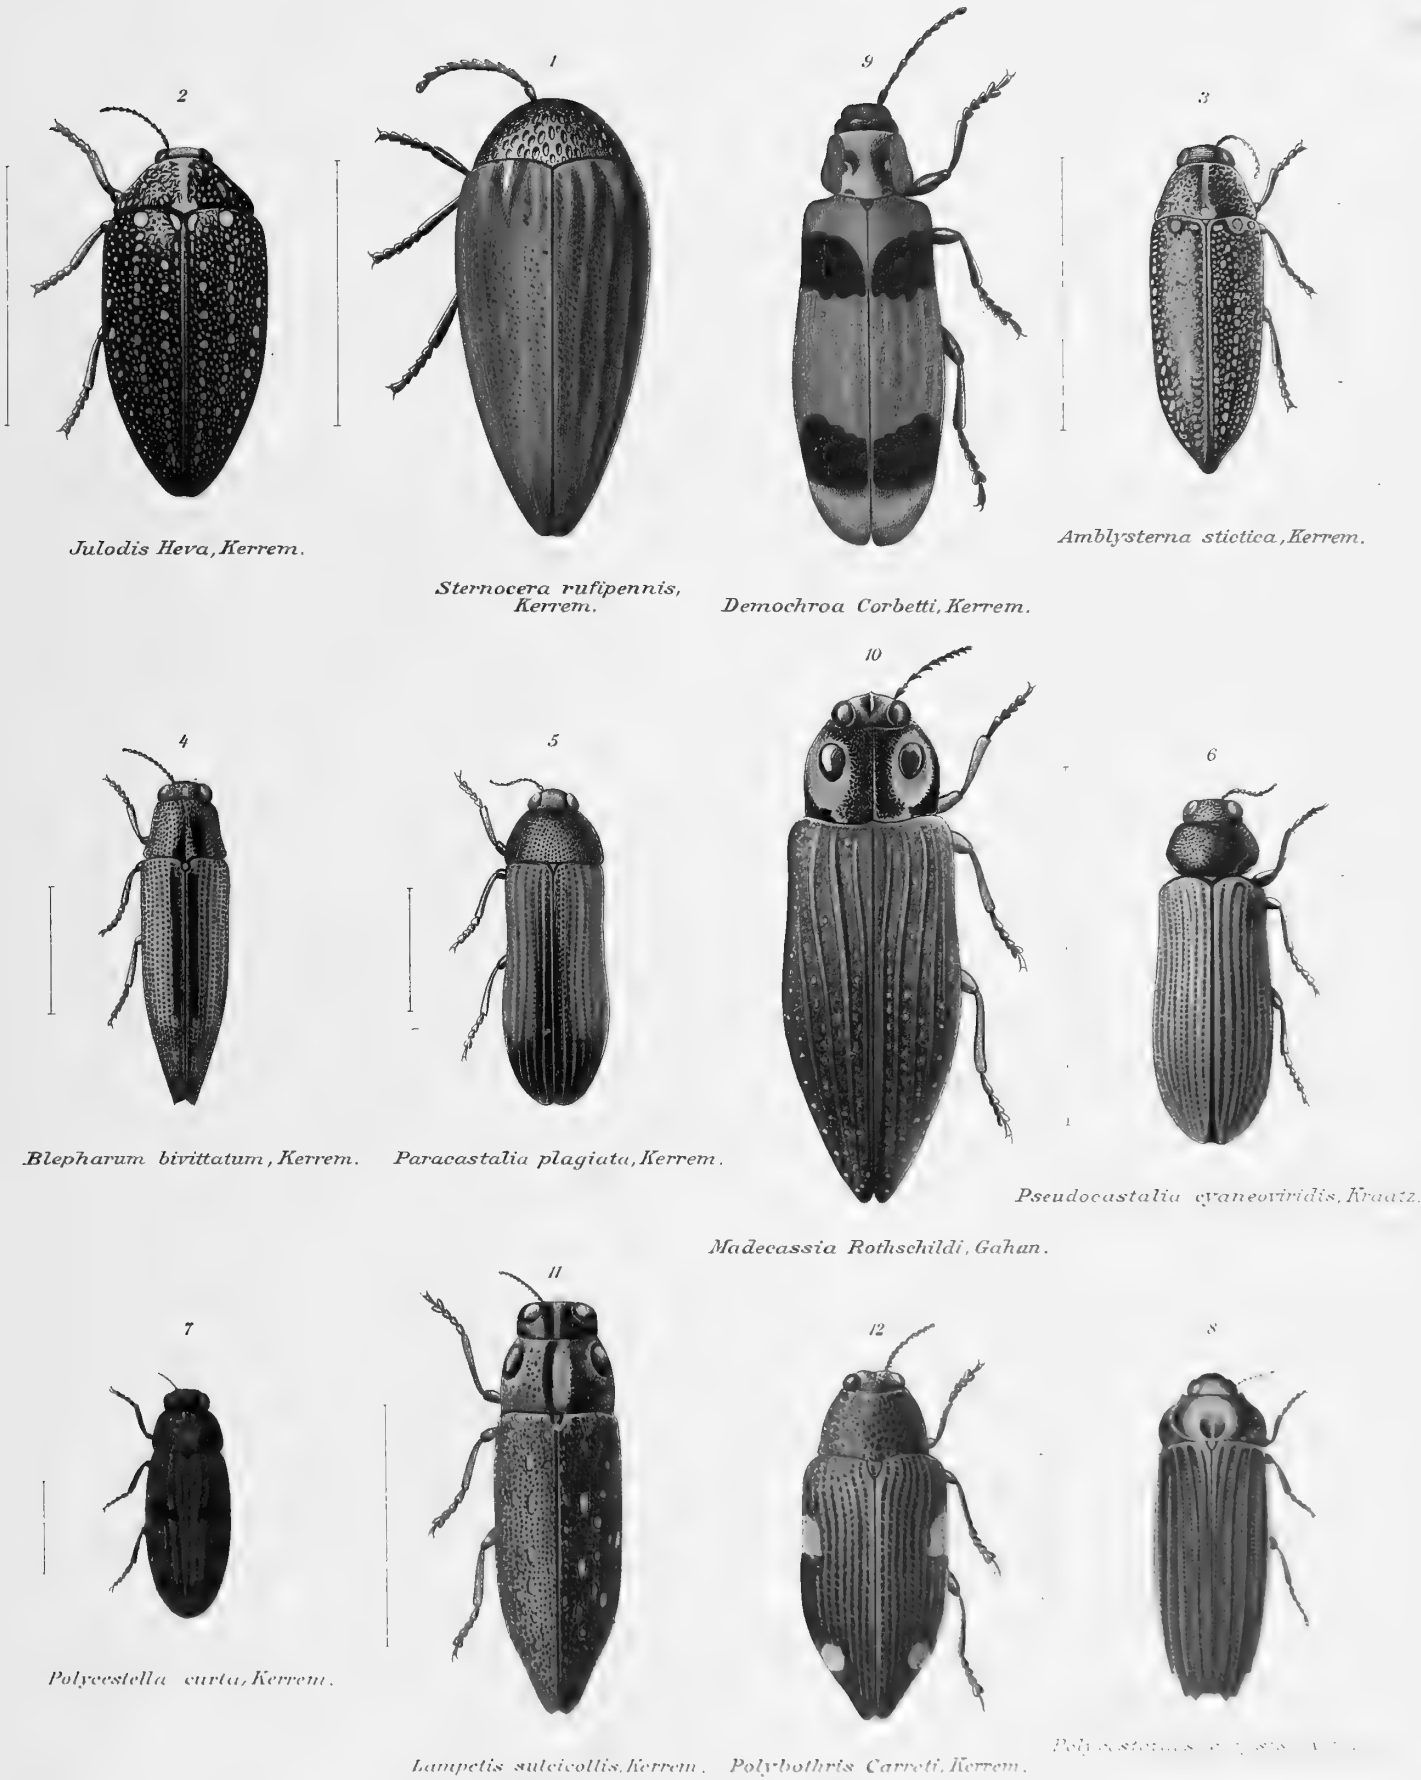 2
1
9
3
Julodis Heva, Kerrem.
Sternocera rufipennis,
Kerrem.
Demochroa Corbetti, Kerrem.
Amblysterna stictica, Kerrem.
4
5
10
6
Blepharum bivittatum, Kerrem.
Paracastalia plagiata, Kerrem.
Madecassia Rothschildi, Gahan.
Pseudocastalia cyaneoviridis, Kraatz.
7
11
12
8
Polycestella curta, Kerrem.
Lampetis sulcicollis, Kerrem.
Polybothris Carreti, Kerrem.